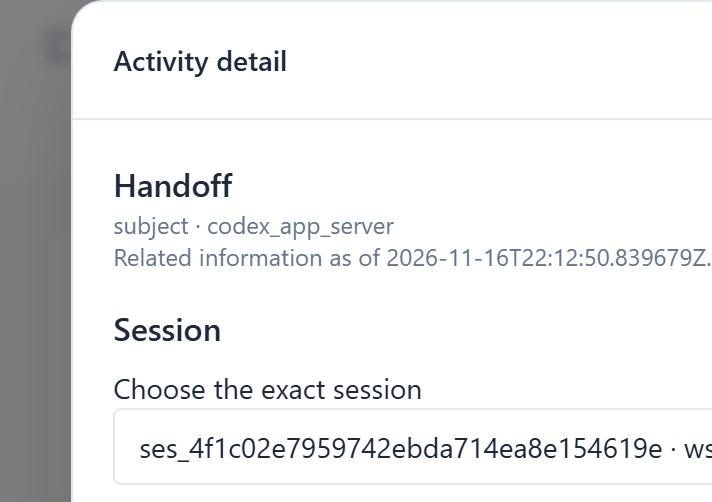 Activity detail
Handoff
subject · codex_app_server
Related information as of 2026-11-16T22:12:50.839679Z.
Session
Choose the exact session
ses_4f1c02e7959742ebda714ea8e154619e · ws